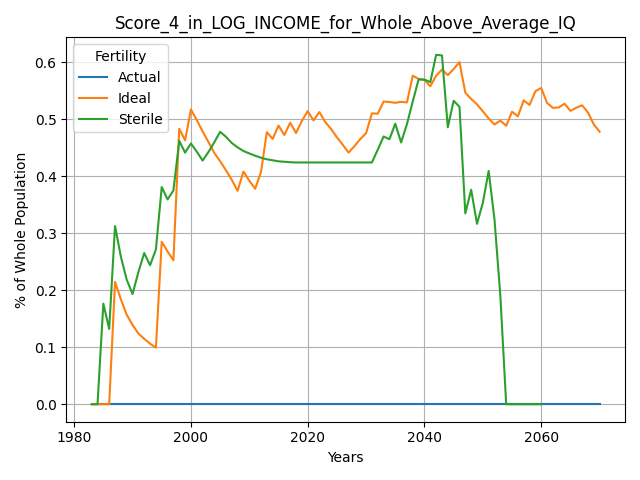 Score_4_in_LOG_INCOME_for_Whole_Above_Average_IQ
Fertility
Actual
Ideal
Sterile
% of Whole Population
0.6
0.5
0.4
0.3
0.2
0.1
0.0
1980 2000 2020 2040 2060
Years